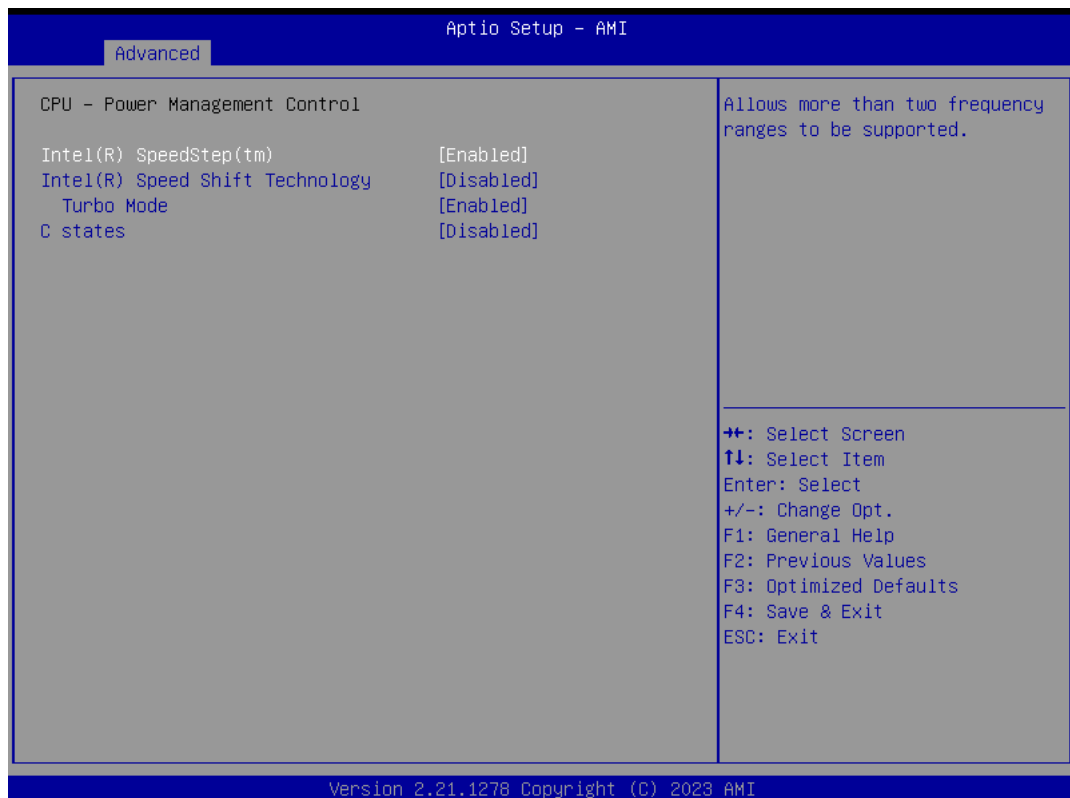 Aptio Setup – AMI
Advanced
CPU – Power Management Control
Intel(R) SpeedStep(tm) [Enabled]
Intel(R) Speed Shift Technology [Disabled]
Turbo Mode [Enabled]
C states [Disabled]
Allows more than two frequency
ranges to be supported.
→←: Select Screen
↑↓: Select Item
Enter: Select
+/-: Change Opt.
F1: General Help
F2: Previous Values
F3: Optimized Defaults
F4: Save & Exit
ESC: Exit
Version 2.21.1278 Copyright (C) 2023 AMI